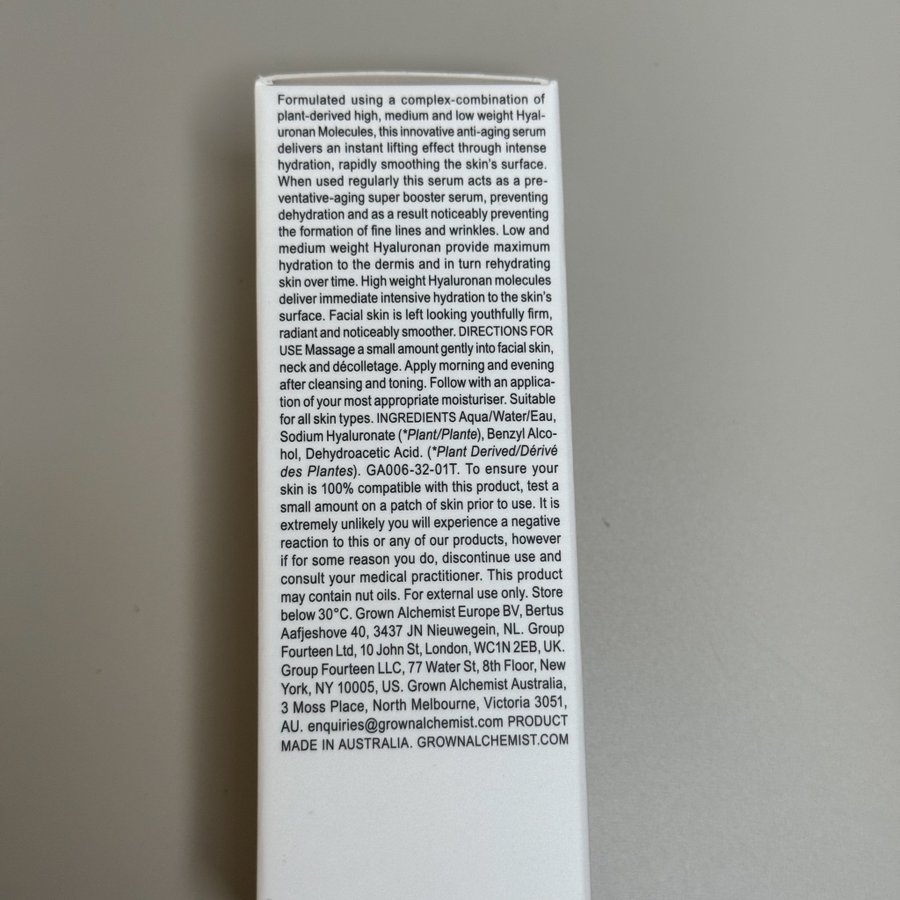 Formulated using a complex-combination of
plant-derived high, medium and low weight Hyal-
uronan Molecules, this innovative anti-aging serum
delivers an instant lifting effect through intense
hydration, rapidly smoothing the skin's surface.
When used regularly this serum acts as a pre-
ventative-aging super booster serum, preventing
dehydration and as a result noticeably preventing
the formation of fine lines and wrinkles. Low and
medium weight Hyaluronan provide maximum
hydration to the dermis and in turn rehydrating
skin over time. High weight Hyaluronan molecules
deliver immediate intensive hydration to the skin's
surface. Facial skin is left looking youthfully firm,
radiant and noticeably smoother. DIRECTIONS FOR
USE Massage a small amount gently into facial skin,
neck and décolletage. Apply morning and evening
after cleansing and toning. Follow with an applica-
tion of your most appropriate moisturiser. Suitable
for all skin types. INGREDIENTS Aqua/Water/Eau,
Sodium Hyaluronate (*Plant/Plante), Benzyl Alco-
hol, Dehydroacetic Acid. (*Plant Derived/Dérivé
des Plantes). GA006-32-01T. To ensure your
skin is 100% compatible with this product, test a
small amount on a patch of skin prior to use. It is
extremely unlikely you will experience a negative
reaction to this or any of our products, however
if for some reason you do, discontinue use and
consult your medical practitioner. This product
may contain nut oils. For external use only. Store
below 30°C. Grown Alchemist Europe BV, Bertus
Aafjeshove 40, 3437 JN Nieuwegein, NL. Group
Fourteen Ltd, 10 John St, London, WC1N 2EB, UK.
Group Fourteen LLC, 77 Water St, 8th Floor, New
York, NY 10005, US. Grown Alchemist Australia,
3 Moss Place, North Melbourne, Victoria 3051,
AU. enquiries@grownalchemist.com PRODUCT
MADE IN AUSTRALIA. GROWNALCHEMIST.COM